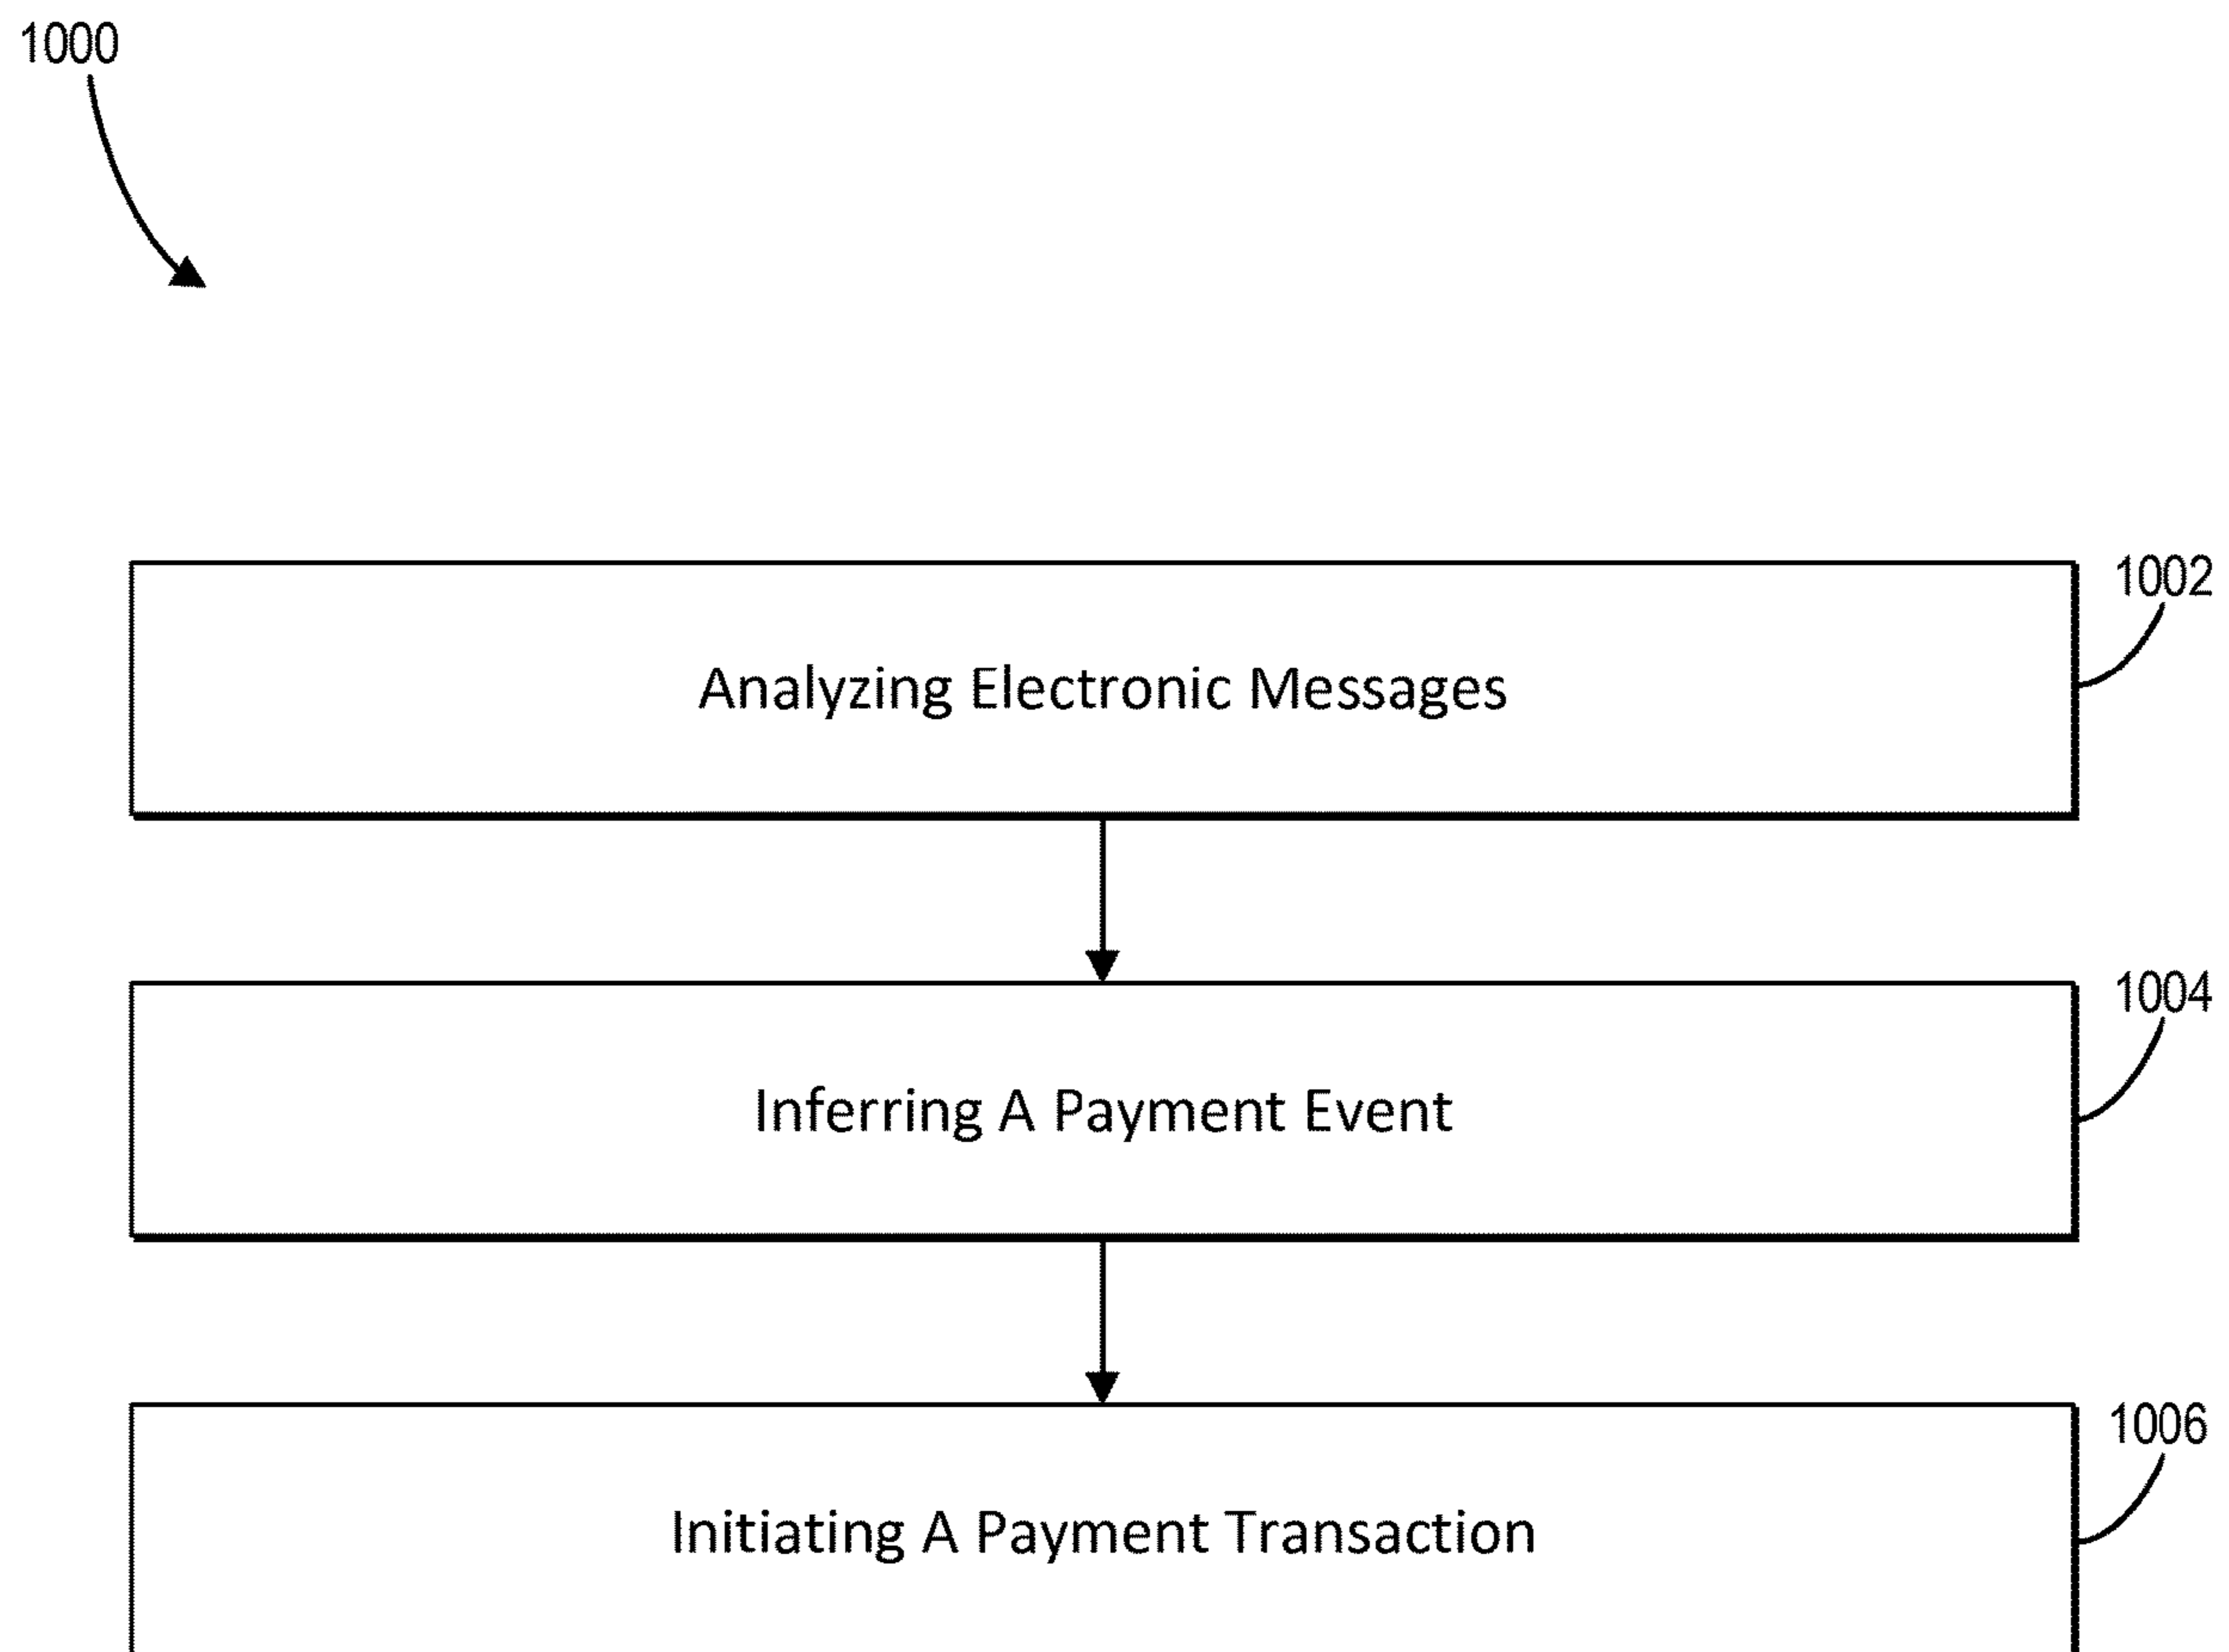 1000
1002
Analyzing Electronic Messages
1004
Inferring A Payment Event
1006
Initiating A Payment Transaction